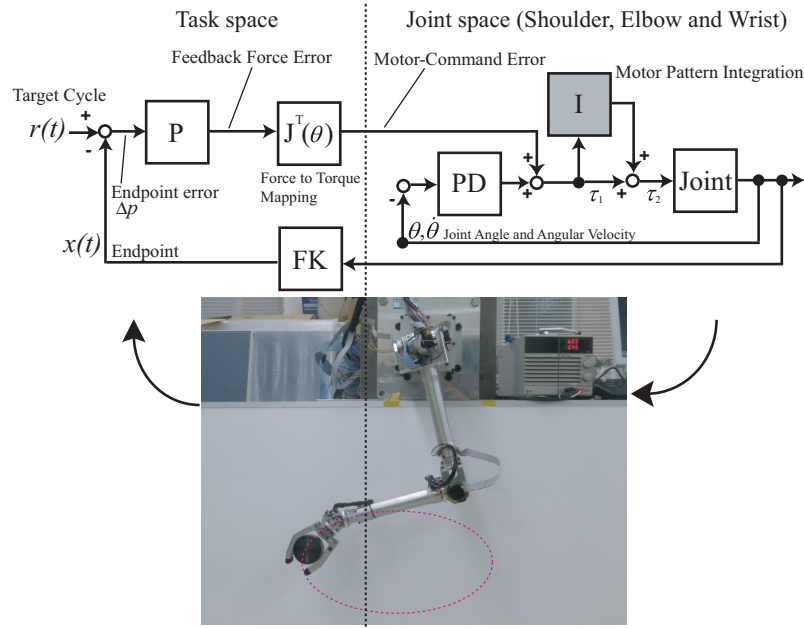 Task space
Joint space (Shoulder, Elbow and Wrist)
Feedback Force Error
Motor-Command Error
Motor Pattern Integration
Target Cycle
r(t)
+
-
P
J^T(θ)
I
Endpoint error
Δp
Force to Torque
Mapping
-
PD
+
+
τ₁
+
+
τ₂
Joint
θ, θ̇ Joint Angle and Angular Velocity
x(t)
Endpoint
FK